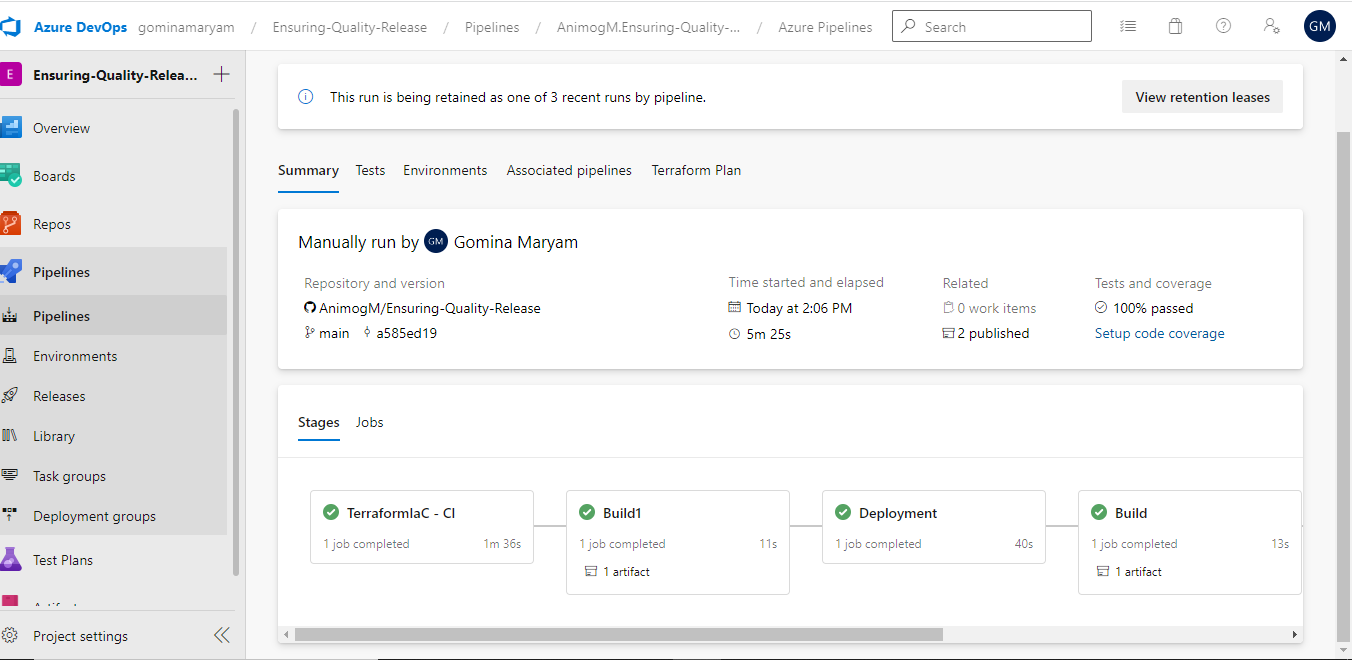 Azure DevOps gominamaryam / Ensuring-Quality-Release / Pipelines / AnimogM.Ensuring-Quality-... / Azure Pipelines Search GM
E Ensuring-Quality-Relea...
Overview
Boards
Repos
Pipelines
Pipelines
Environments
Releases
Library
Task groups
Deployment groups
Test Plans
Project settings
This run is being retained as one of 3 recent runs by pipeline. View retention leases
Summary Tests Environments Associated pipelines Terraform Plan
Manually run by GM Gomina Maryam
Repository and version Time started and elapsed Related Tests and coverage
AnimogM/Ensuring-Quality-Release Today at 2:06 PM 0 work items 100% passed
main a585ed19 5m 25s 2 published Setup code coverage
Stages Jobs
TerraformIaC - CI Build1 Deployment Build
1 job completed 1m 36s 1 job completed 11s 1 job completed 40s 1 job completed 13s
1 artifact 1 artifact